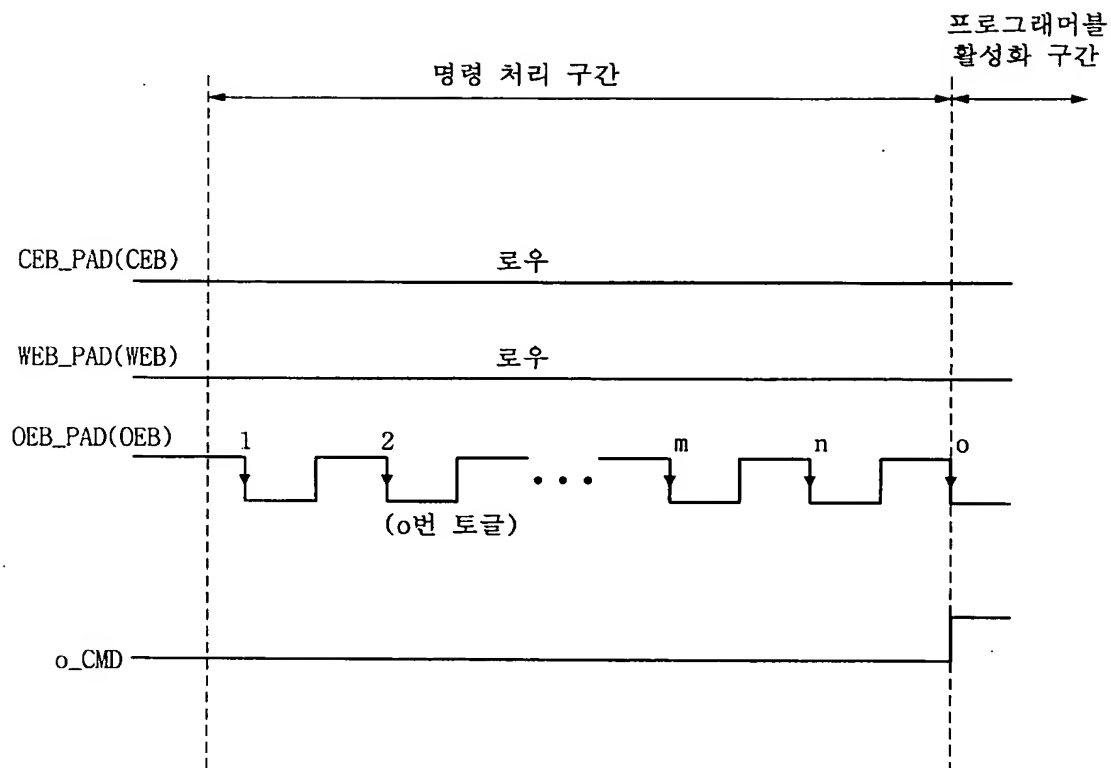 프로그래머블
활성화 구간
명령 처리 구간
CEB_PAD(CEB)
로우
WEB_PAD(WEB)
로우
OEB_PAD(OEB)
1
2
• • •
m
n
o
(o번 토글)
o_CMD